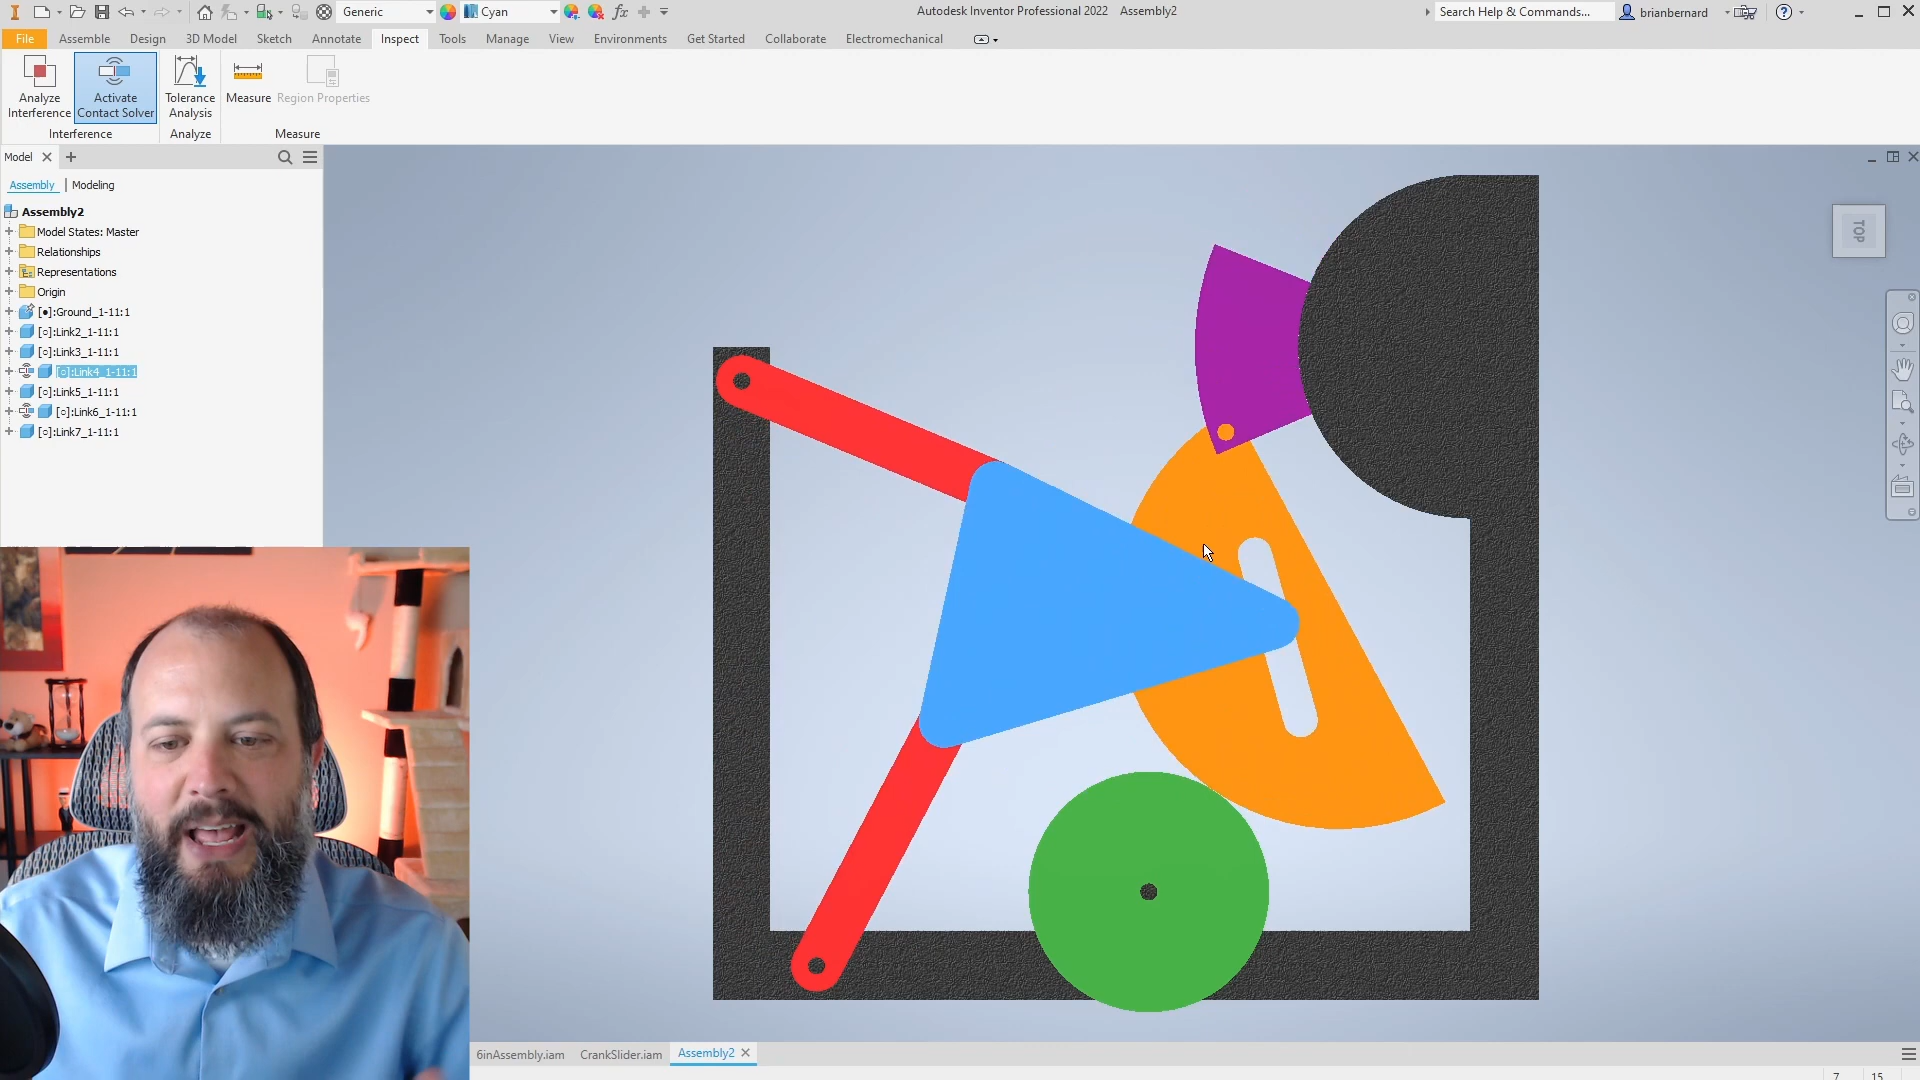 Generic
Cyan
fx
Autodesk Inventor Professional 2022 Assembly2
Search Help & Commands...
brianbernard
File Assemble Design 3D Model Sketch Annotate Inspect Tools Manage View Environments Get Started Collaborate Electromechanical
Analyze Interference
Activate Contact Solver
Tolerance Analysis
Measure
Region Properties
Interference
Analyze
Measure
Model
Assembly | Modeling
Assembly2
Model States: Master
Relationships
Representations
Origin
[●]:Ground_1-11:1
[○]:Link2_1-11:1
[○]:Link3_1-11:1
[○]:Link4_1-11:1
[○]:Link5_1-11:1
[○]:Link6_1-11:1
[○]:Link7_1-11:1
TOP
6inAssembly.iam CrankSlider.iam Assembly2
7 15